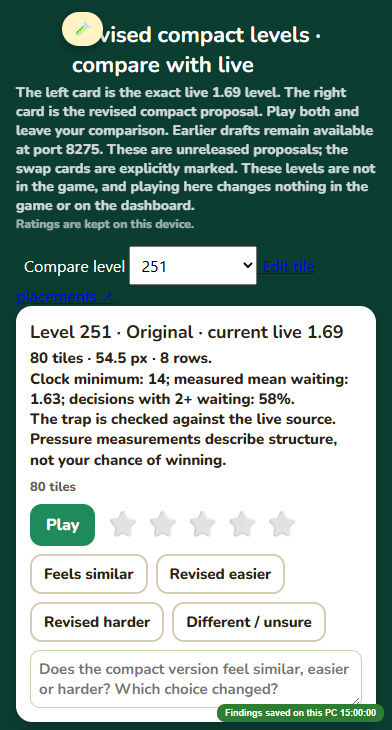 vised compact levels ·
compare with live
The left card is the exact live 1.69 level. The right
card is the revised compact proposal. Play both and
leave your comparison. Earlier drafts remain available
at port 8275. These are unreleased proposals; the
swap cards are explicitly marked. These levels are not
in the game, and playing here changes nothing in the
game or on the dashboard.
Ratings are kept on this device.
Compare level 251 Edit tile
placements ↗
Level 251 · Original · current live 1.69
80 tiles · 54.5 px · 8 rows.
Clock minimum: 14; measured mean waiting:
1.63; decisions with 2+ waiting: 58%.
The trap is checked against the live source.
Pressure measurements describe structure,
not your chance of winning.
80 tiles
Play
Feels similar Revised easier
Revised harder Different / unsure
Does the compact version feel similar, easier
or harder? Which choice changed?
Findings saved on this PC 15:00:00